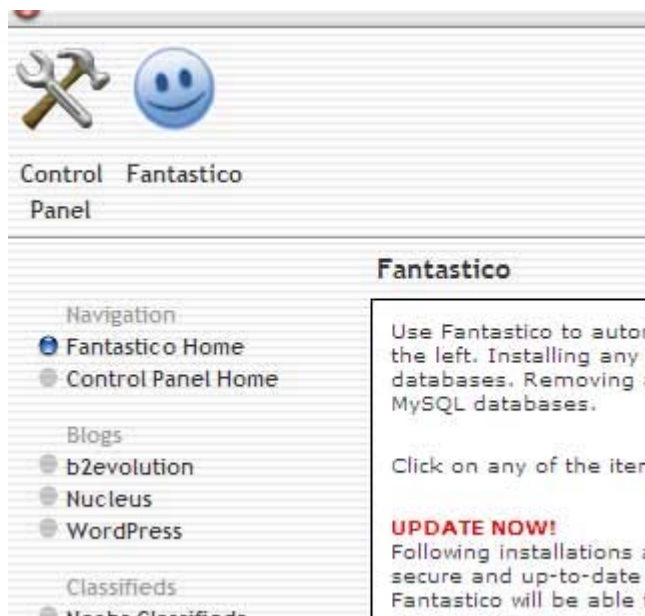 Control Panel
Fantastico
Fantastico
Navigation
Fantastico Home
Control Panel Home
Blogs
b2evolution
Nucleus
WordPress
Classifieds
Noahs Classifieds
Use Fantastico to autor
the left. Installing any
databases. Removing a
MySQL databases.
Click on any of the iter
UPDATE NOW!
Following installations a
secure and up-to-date
Fantastico will be able t